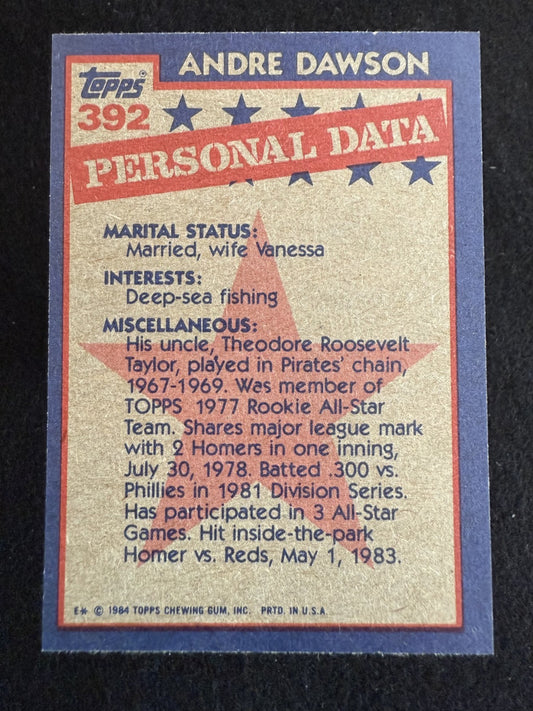 Topps®
ANDRE DAWSON
392
PERSONAL DATA
MARITAL STATUS:
Married, wife Vanessa
INTERESTS:
Deep-sea fishing
MISCELLANEOUS:
His uncle, Theodore Roosevelt
Taylor, played in Pirates' chain,
1967-1969. Was member of
TOPPS 1977 Rookie All-Star
Team. Shares major league mark
with 2 Homers in one inning,
July 30, 1978. Batted .300 vs.
Phillies in 1981 Division Series.
Has participated in 3 All-Star
Games. Hit inside-the-park
Homer vs. Reds, May 1, 1983.
E* © 1984 TOPPS CHEWING GUM, INC. PRTD. IN U.S.A.